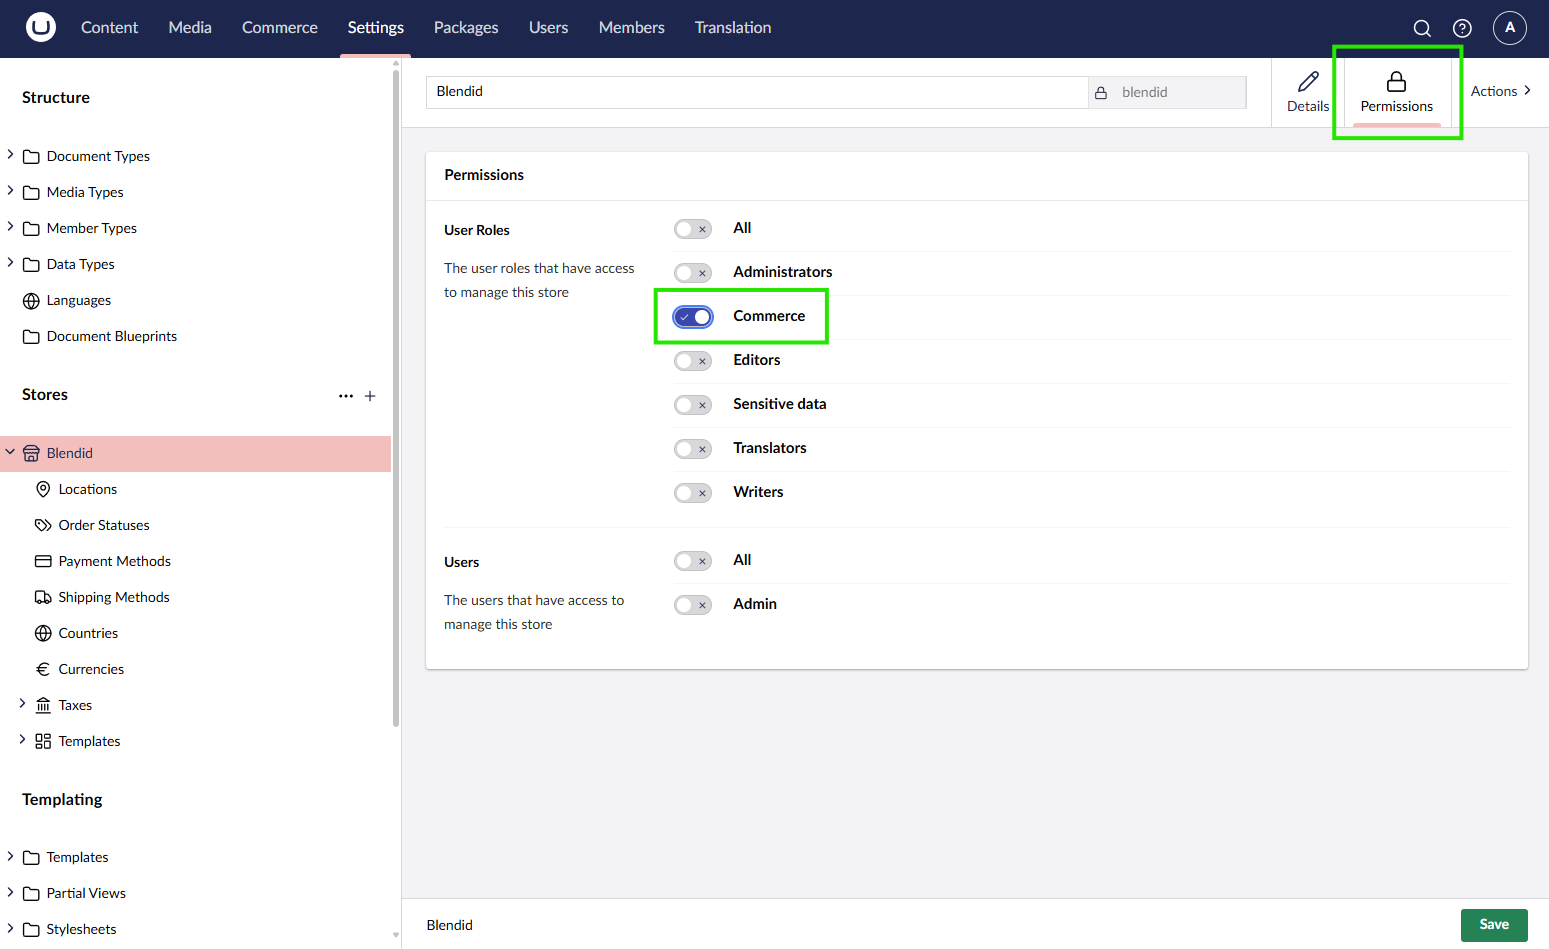 Content Media Commerce Settings Packages Users Members Translation A
Structure
Document Types
Media Types
Member Types
Data Types
Languages
Document Blueprints
Stores
Blendid
Locations
Order Statuses
Payment Methods
Shipping Methods
Countries
Currencies
Taxes
Templates
Templating
Templates
Partial Views
Stylesheets
Blendid blendid
Details Permissions Actions
Permissions
User Roles
The user roles that have access
to manage this store
All
Administrators
Commerce
Editors
Sensitive data
Translators
Writers
Users
The users that have access to
manage this store
All
Admin
Blendid Save